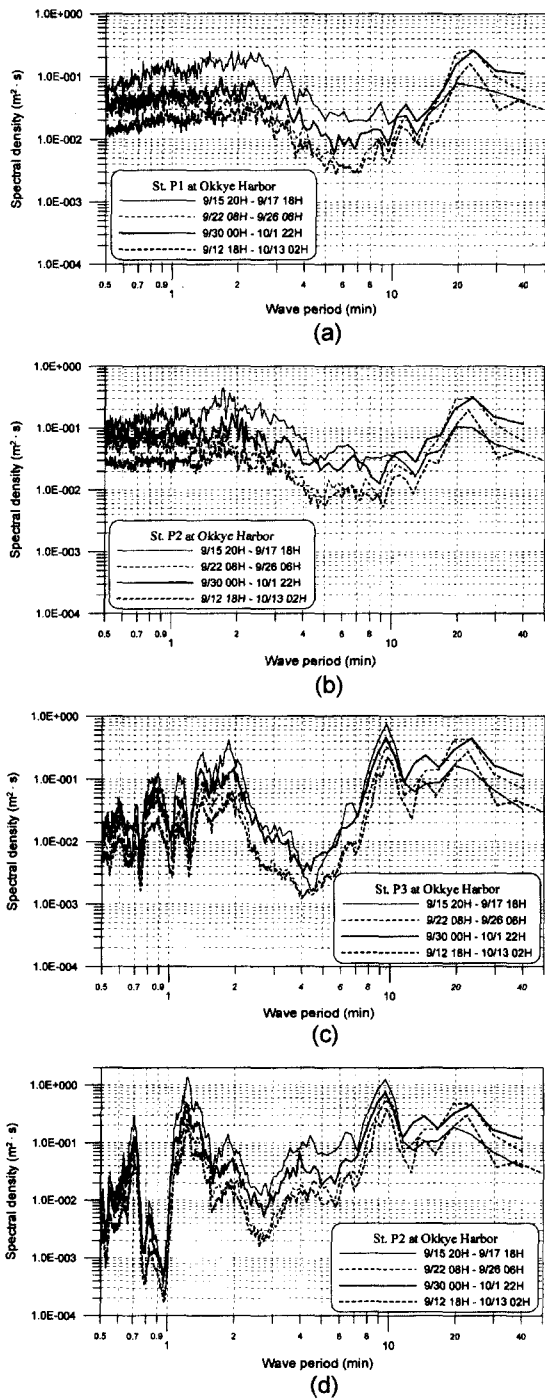 1.0E+000
1.0E-001
1.0E-002
1.0E-003
1.0E-004
Spectral density (m²· s)
St. P1 at Okkye Harbor
9/15 20H - 9/17 18H
9/22 08H - 9/26 06H
9/30 00H - 10/1 22H
9/12 18H - 10/13 02H
0.5 0.7 0.9 1 2 4 6 8 10 20 40
Wave period (min)
(a)
1.0E+000
1.0E-001
1.0E-002
1.0E-003
1.0E-004
Spectral density (m²· s)
St. P2 at Okkye Harbor
9/15 20H - 9/17 18H
9/22 08H - 9/26 06H
9/30 00H - 10/1 22H
9/12 18H - 10/13 02H
0.5 0.7 0.9 1 2 4 6 8 10 20 40
Wave period (min)
(b)
1.0E+000
1.0E-001
1.0E-002
1.0E-003
1.0E-004
Spectral density (m²· s)
St. P3 at Okkye Harbor
9/15 20H - 9/17 18H
9/22 08H - 9/26 06H
9/30 00H - 10/1 22H
9/12 18H - 10/13 02H
0.5 0.7 0.9 1 2 4 6 8 10 20 40
Wave period (min)
(c)
1.0E+000
1.0E-001
1.0E-002
1.0E-003
1.0E-004
Spectral density (m²· s)
St. P2 at Okkye Harbor
9/15 20H - 9/17 18H
9/22 08H - 9/26 06H
9/30 00H - 10/1 22H
9/12 18H - 10/13 02H
0.5 0.7 0.9 1 2 4 6 8 10 20 40
Wave period (min)
(d)